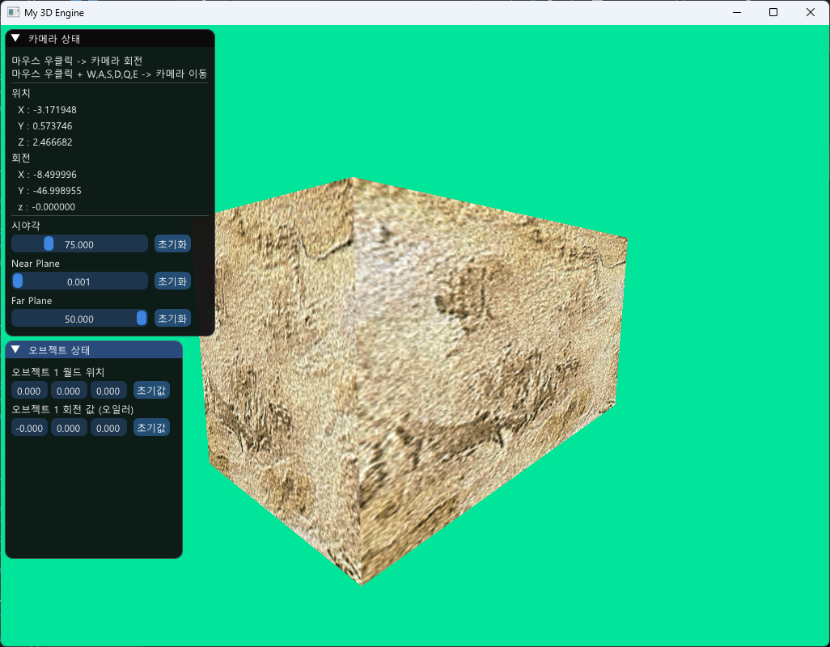 My 3D Engine
카메라 상태
마우스 우클릭 -> 카메라 회전
마우스 우클릭 + W,A,S,D,Q,E -> 카메라 이동
위치
X : -3.171948
Y : 0.573746
Z : 2.466682
회전
X : -8.499996
Y : -46.998955
z : -0.000000
시야각
75.000 초기화
Near Plane
0.001 초기화
Far Plane
50.000 초기화
오브젝트 상태
오브젝트 1 월드 위치
0.000 0.000 0.000 초기값
오브젝트 1 회전 값 (오일러)
-0.000 0.000 0.000 초기값